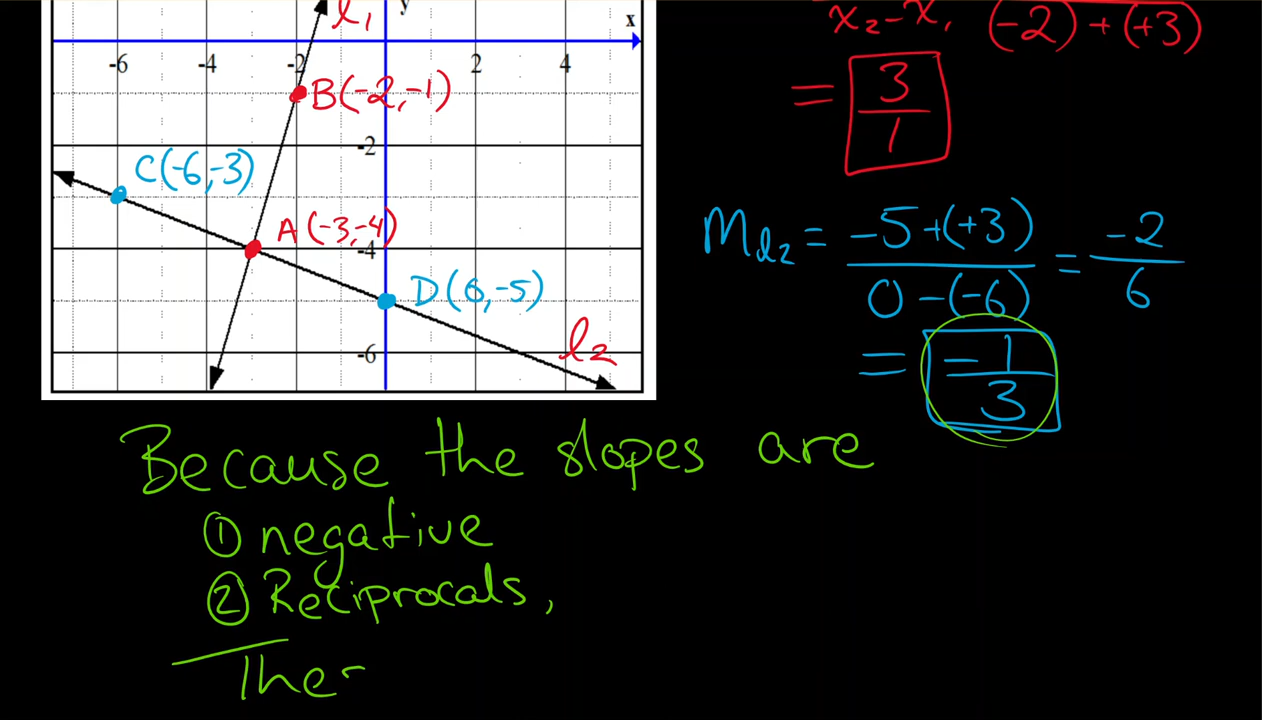 l₁ y
x
-6 -4 -2 2 4
B(-2,-1)
-2
C(-6,-3)
A(-3,-4)
-4
D(6,-5)
l₂
-6
x₂-x₁ (-2)+(+3)
= 3/1
M l₂ = -5+(+3) / 0-(-6) = -2/6
= -1/3
Because the slopes are
① negative
② Reciprocals,
The